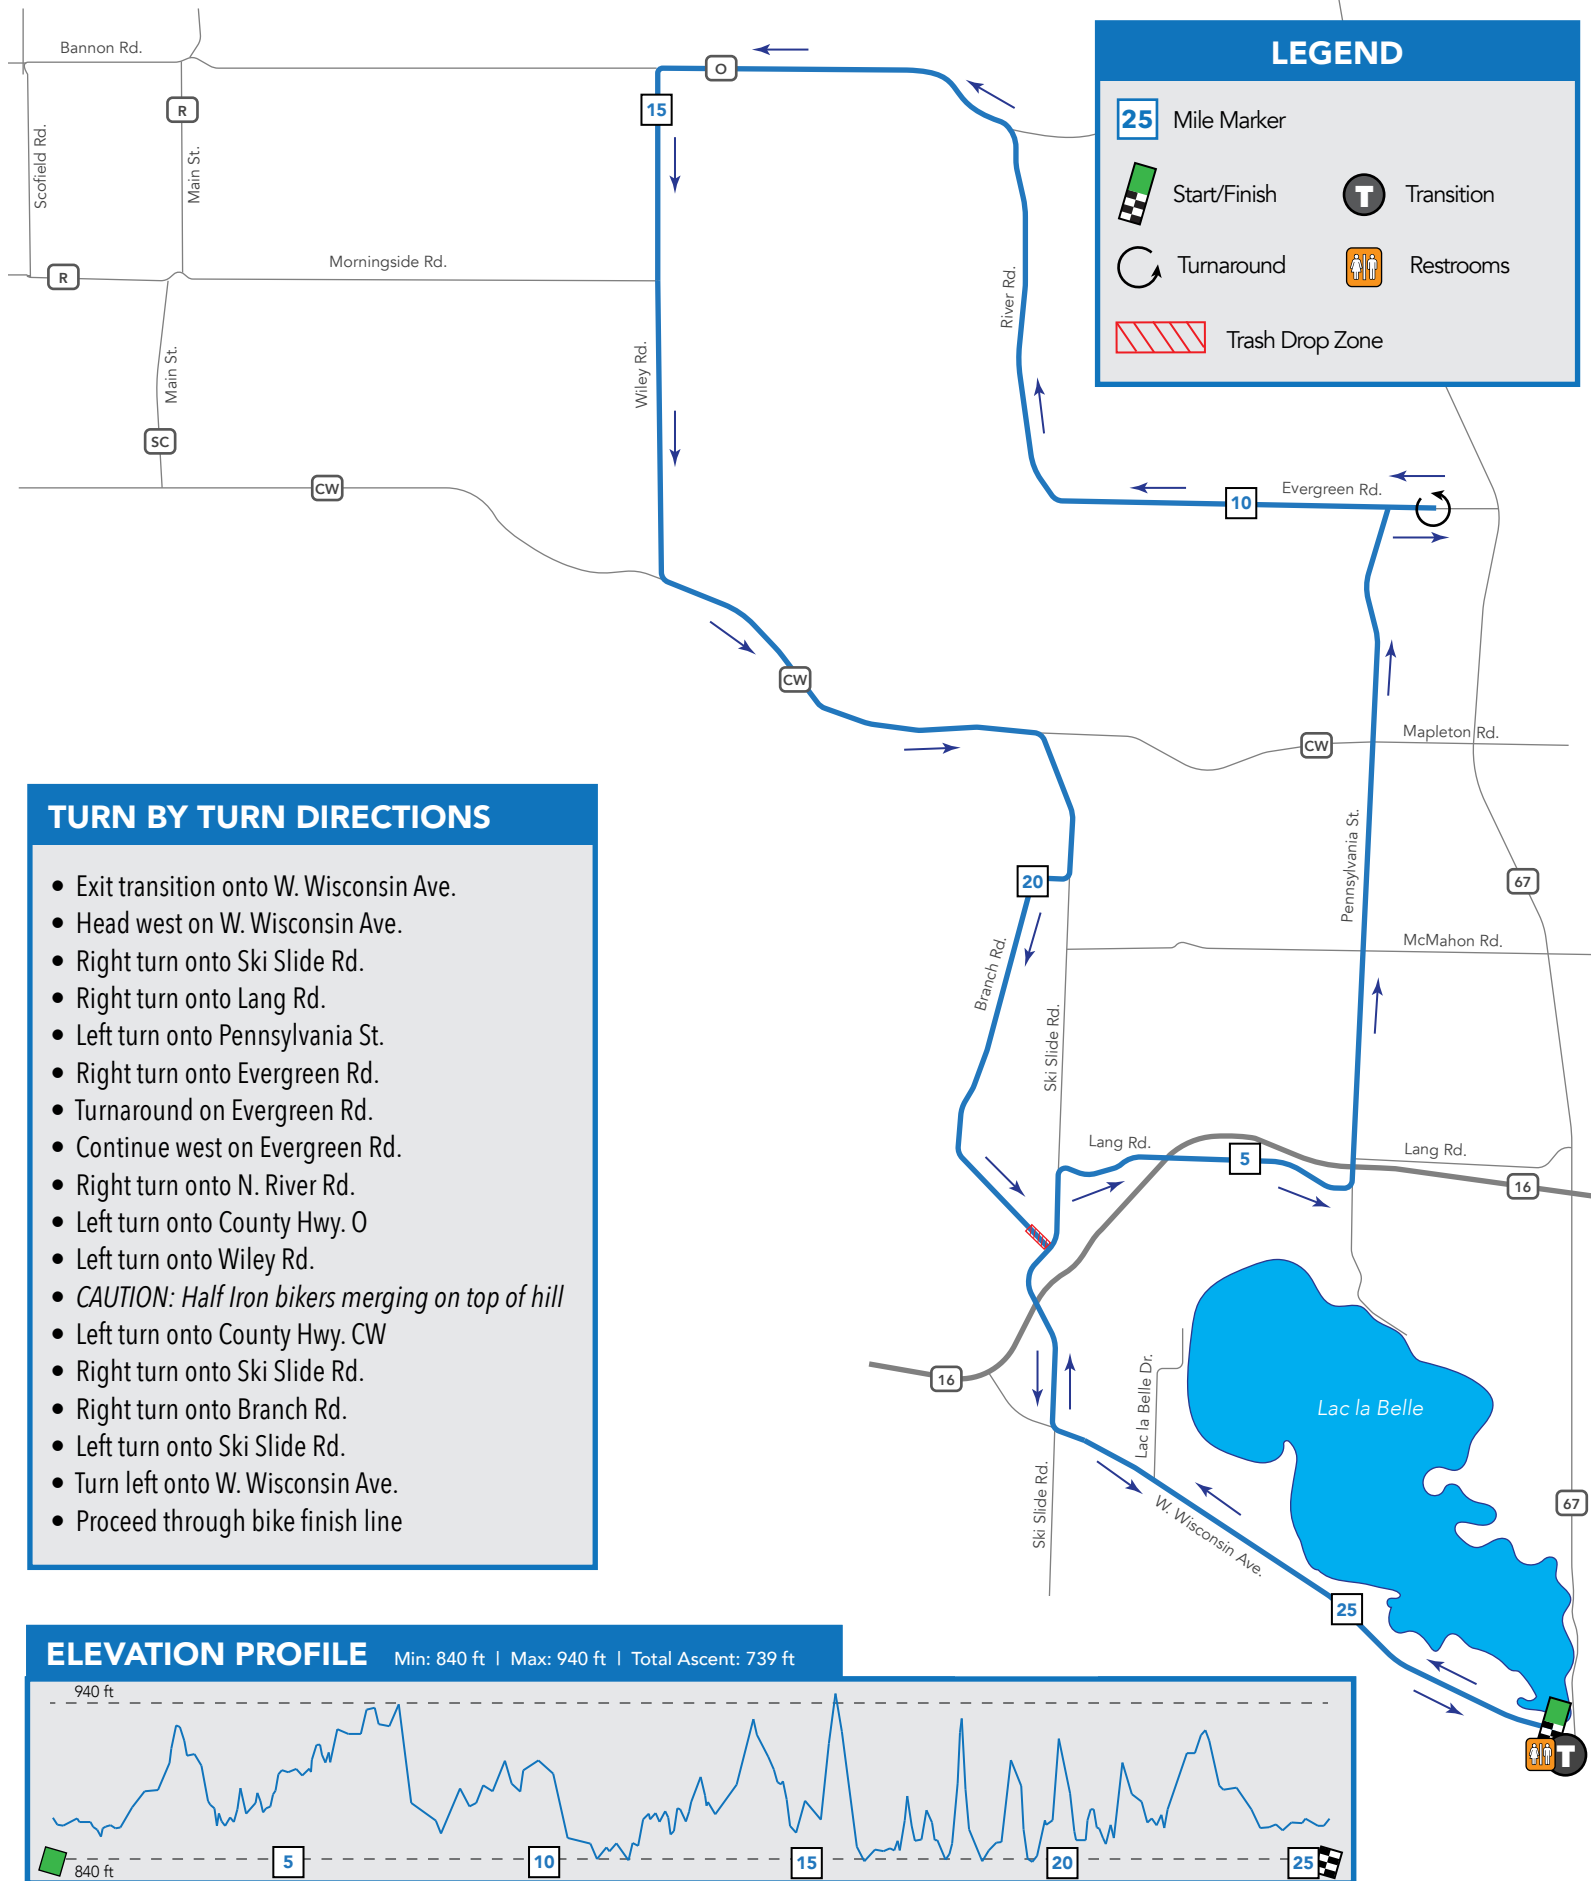 Bannon Rd.
O
LEGEND
R
15
25 Mile Marker
Scofield Rd.
Main St.
Start/Finish
T Transition
Turnaround
Restrooms
Morningside Rd.
R
River Rd.
Trash Drop Zone
Main St.
Wiley Rd.
SC
CW
Evergreen Rd.
10
CW
Mapleton Rd.
CW
TURN BY TURN DIRECTIONS
• Exit transition onto W. Wisconsin Ave.
• Head west on W. Wisconsin Ave.
• Right turn onto Ski Slide Rd.
• Right turn onto Lang Rd.
• Left turn onto Pennsylvania St.
• Right turn onto Evergreen Rd.
• Turnaround on Evergreen Rd.
• Continue west on Evergreen Rd.
• Right turn onto N. River Rd.
• Left turn onto County Hwy. O
• Left turn onto Wiley Rd.
• CAUTION: Half Iron bikers merging on top of hill
• Left turn onto County Hwy. CW
• Right turn onto Ski Slide Rd.
• Right turn onto Branch Rd.
• Left turn onto Ski Slide Rd.
• Turn left onto W. Wisconsin Ave.
• Proceed through bike finish line
Pennsylvania St.
20
67
McMahon Rd.
Branch Rd.
Ski Slide Rd.
Lang Rd.
5
Lang Rd.
16
16
Lac la Belle Dr.
Lac la Belle
Ski Slide Rd.
W. Wisconsin Ave.
67
25
T
ELEVATION PROFILE Min: 840 ft | Max: 940 ft | Total Ascent: 739 ft
940 ft
840 ft
5
10
15
20
25